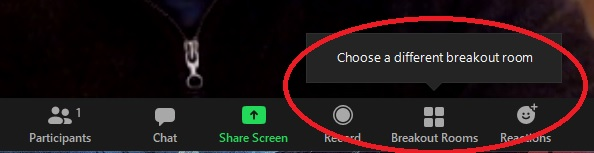 Choose a different breakout room
1
Participants
Chat
Share Screen
Record
Breakout Rooms
Reactions